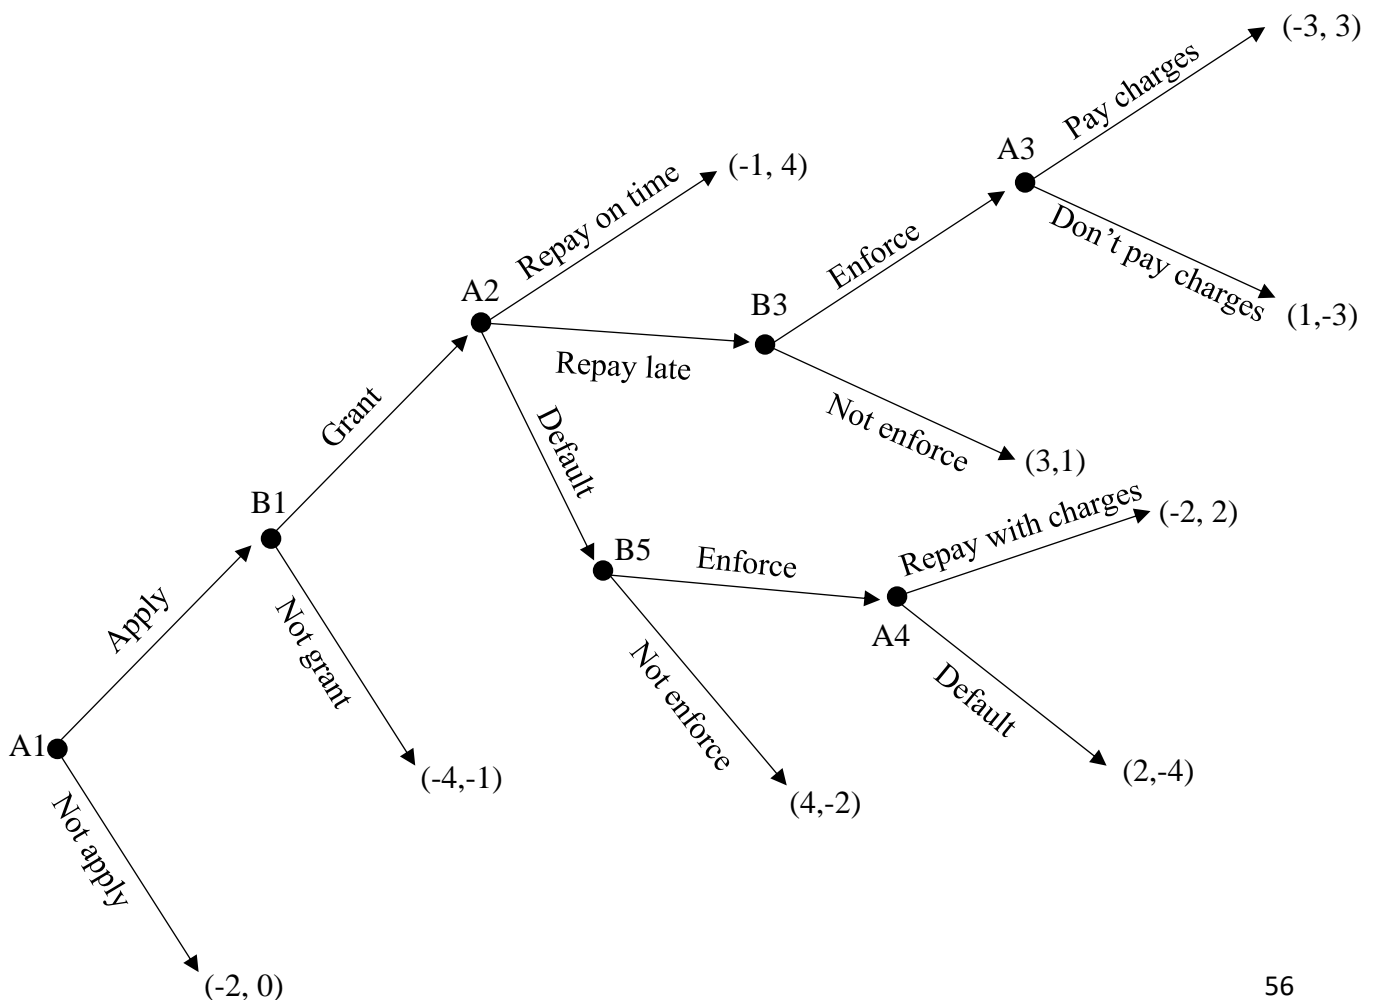 (-3, 3)
Pay charges
A3
(-1, 4)
Repay on time
Don’t pay charges
Enforce
A2
B3
(1,-3)
Repay late
Grant
Default
Not enforce
(3,1)
B1
Repay with charges
(-2, 2)
B5
Enforce
Apply
Not grant
A4
Not enforce
Default
A1
(-4,-1)
(4,-2)
(2,-4)
Not apply
(-2, 0)
56